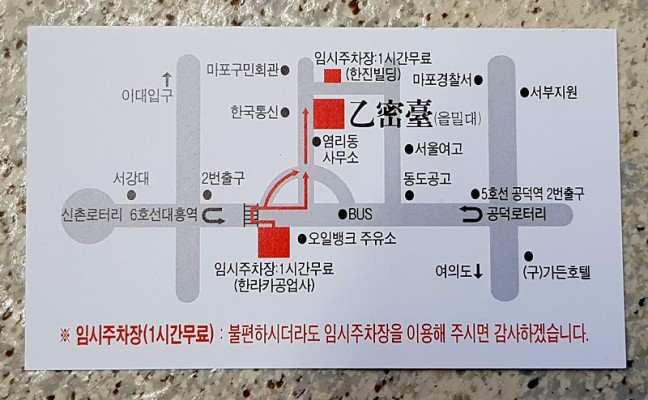 임시주차장:1시간무료
(한진빌딩)
마포구민회관
마포경찰서
이대입구
서부지원
한국통신
乙密臺(을밀대)
염리동
사무소
서울여고
서강대
2번출구
동도공고
5호선 공덕역 2번출구
신촌로터리
6호선대흥역
BUS
공덕로터리
오일뱅크 주유소
임시주차장:1시간무료
(한라카공업사)
여의도
(구)가든호텔
※ 임시주차장(1시간무료) : 불편하시더라도 임시주차장을 이용해 주시면 감사하겠습니다.